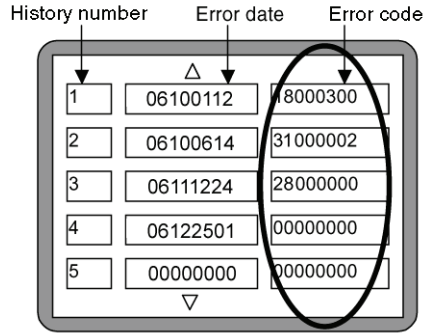 History number Error date Error code
1 06100112 18000300
2 06100614 31000002
3 06111224 28000000
4 06122501 00000000
5 00000000 00000000